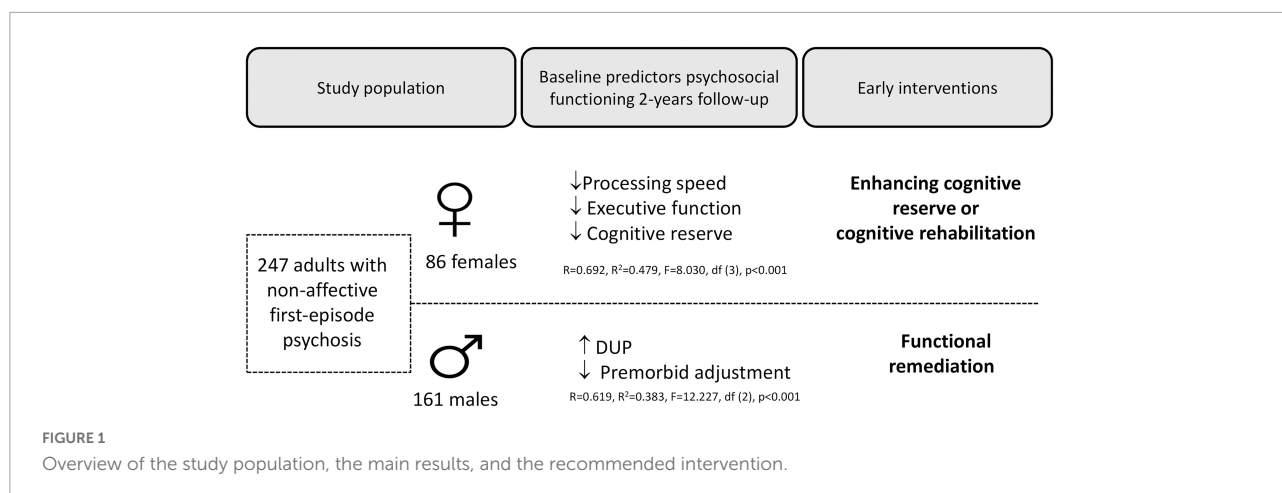 Study population
Baseline predictors psychosocial
functioning 2-years follow-up
Early interventions
247 adults with
non-affective
first-episode
psychosis
86 females
↓Processing speed
↓ Executive function
↓ Cognitive reserve
R=0.692, R²=0.479, F=8.030, df (3), p<0.001
Enhancing cognitive
reserve or
cognitive rehabilitation
161 males
↑ DUP
↓ Premorbid adjustment
R=0.619, R²=0.383, F=12.227, df (2), p<0.001
Functional
remediation
FIGURE 1
Overview of the study population, the main results, and the recommended intervention.